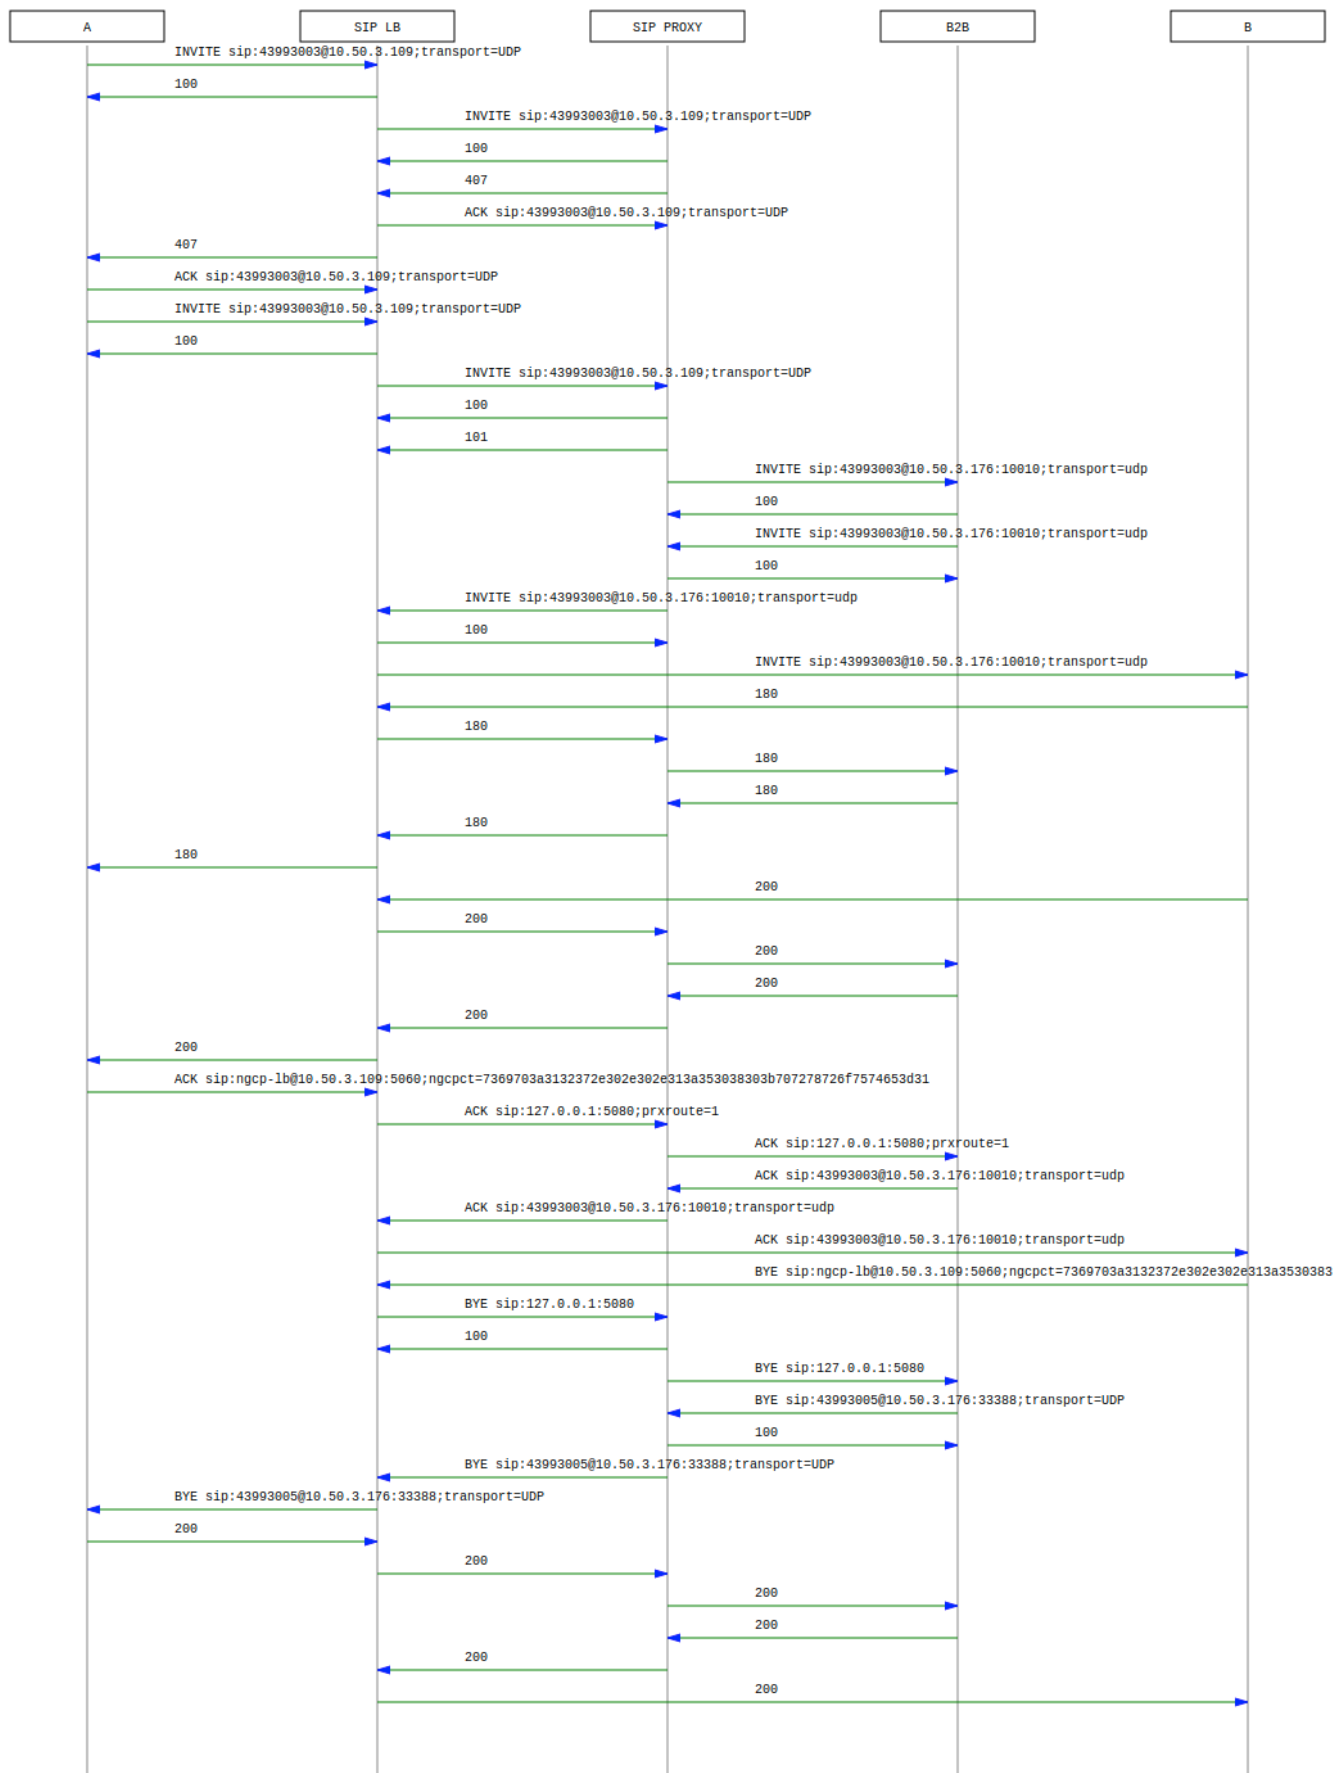 A
SIP LB
SIP PROXY
B2B
B
INVITE sip:43993003@10.50.3.109;transport=UDP
100
INVITE sip:43993003@10.50.3.109;transport=UDP
100
407
ACK sip:43993003@10.50.3.109;transport=UDP
407
ACK sip:43993003@10.50.3.109;transport=UDP
INVITE sip:43993003@10.50.3.109;transport=UDP
100
INVITE sip:43993003@10.50.3.109;transport=UDP
100
101
INVITE sip:43993003@10.50.3.176:10010;transport=udp
100
INVITE sip:43993003@10.50.3.176:10010;transport=udp
100
INVITE sip:43993003@10.50.3.176:10010;transport=udp
100
INVITE sip:43993003@10.50.3.176:10010;transport=udp
180
180
180
180
180
180
200
200
200
200
200
200
ACK sip:ngcp-lb@10.50.3.109:5060;ngcpct=7369703a3132372e302e302e313a353038303b707278726f7574653d31
ACK sip:127.0.0.1:5080;prxroute=1
ACK sip:127.0.0.1:5080;prxroute=1
ACK sip:43993003@10.50.3.176:10010;transport=udp
ACK sip:43993003@10.50.3.176:10010;transport=udp
ACK sip:43993003@10.50.3.176:10010;transport=udp
BYE sip:ngcp-lb@10.50.3.109:5060;ngcpct=7369703a3132372e302e302e313a3530383
BYE sip:127.0.0.1:5080
100
BYE sip:127.0.0.1:5080
BYE sip:43993005@10.50.3.176:33388;transport=UDP
100
BYE sip:43993005@10.50.3.176:33388;transport=UDP
BYE sip:43993005@10.50.3.176:33388;transport=UDP
200
200
200
200
200
200